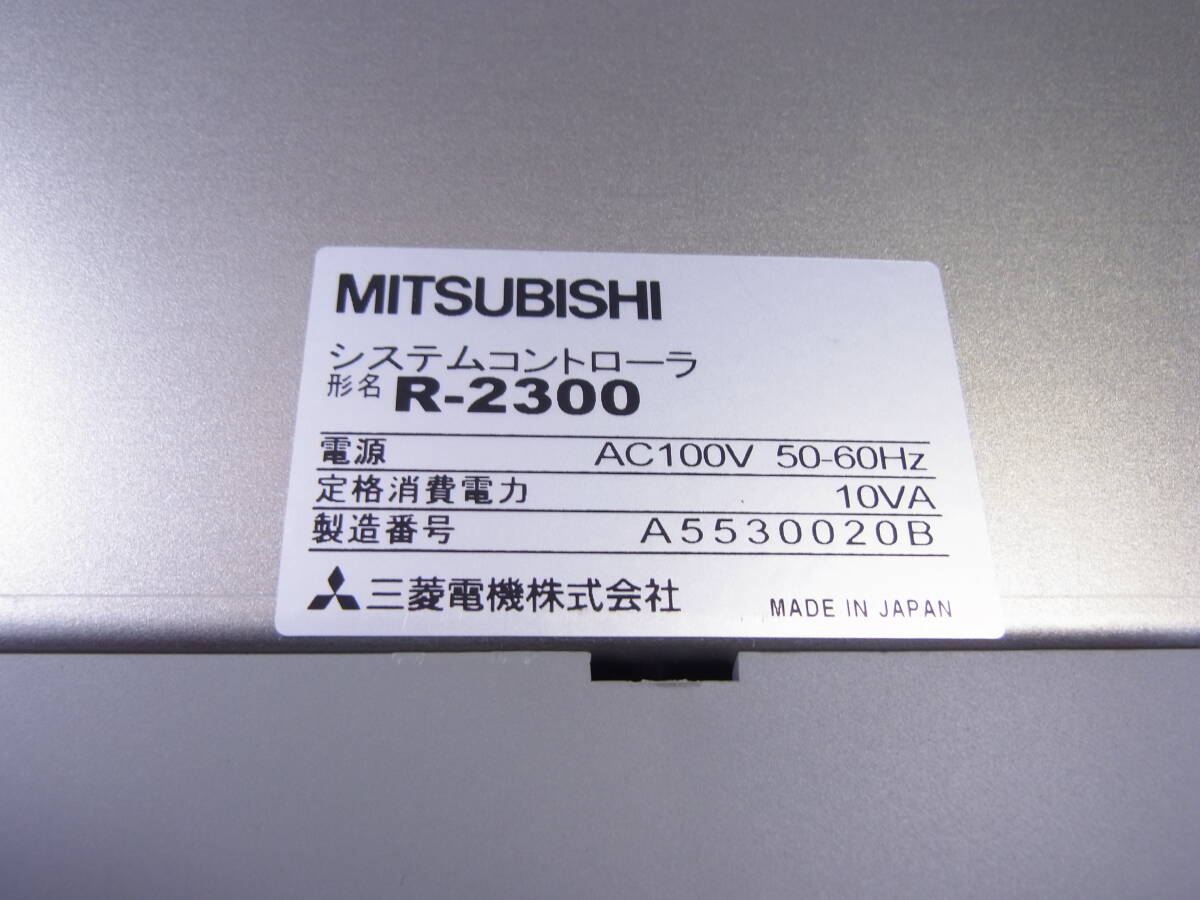 MITSUBISHI
システムコントローラ
形名 R-2300
電源 AC100V 50-60Hz
定格消費電力 10VA
製造番号 A5530020B
三菱電機株式会社 MADE IN JAPAN